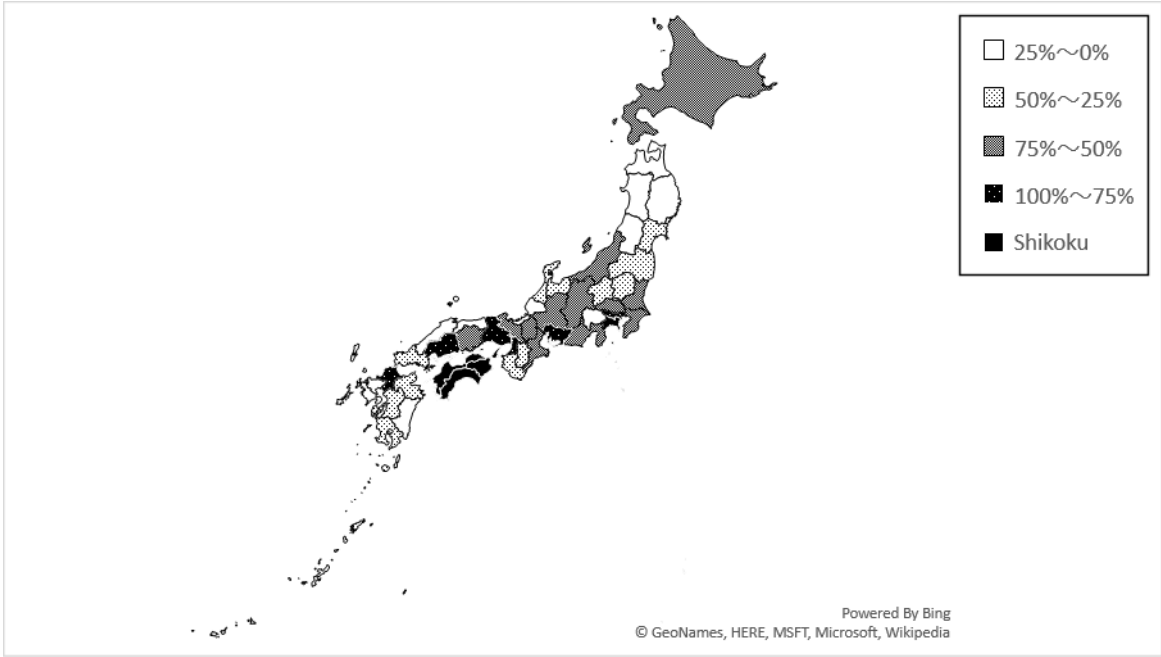 25%～0%
50%～25%
75%～50%
100%～75%
Shikoku
Powered By Bing
© GeoNames, HERE, MSFT, Microsoft, Wikipedia